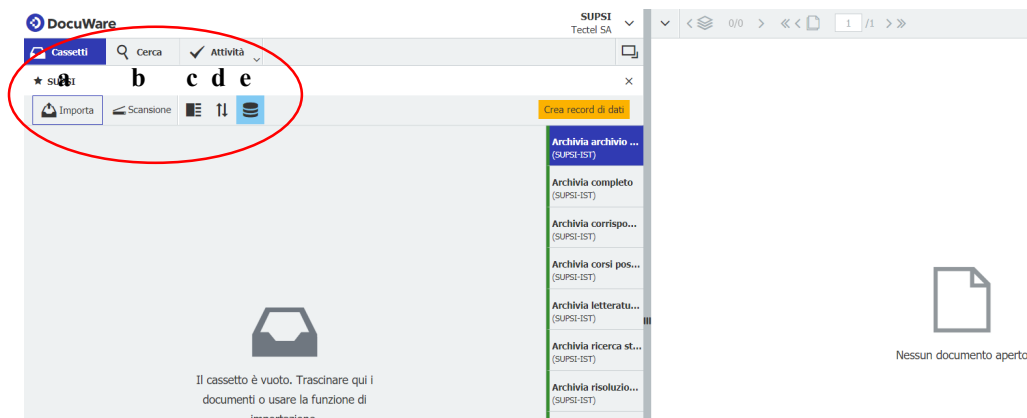 DocuWare
SUPSI
Tectel SA
0/0
1 /1
Cassetti
Cerca
Attività
a b c d e
SUPSI
Importa
Scansione
Crea record di dati
Archivia archivio ...
(SUPSI-IST)
Archivia completo
(SUPSI-IST)
Archivia corrispo...
(SUPSI-IST)
Archivia corsi pos...
(SUPSI-IST)
Archivia letteratu...
(SUPSI-IST)
Archivia ricerca st...
(SUPSI-IST)
Archivia risoluzio...
(SUPSI-IST)
Il cassetto è vuoto. Trascinare qui i
documenti o usare la funzione di
importazione.
Nessun documento aperto